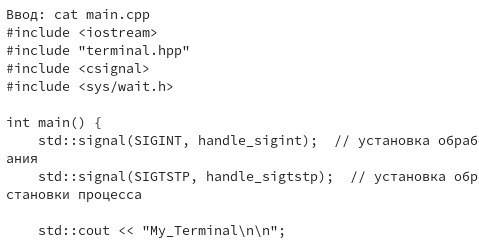 Ввод: cat main.cpp
#include <iostream>
#include "terminal.hpp"
#include <csignal>
#include <sys/wait.h>

int main() {
    std::signal(SIGINT, handle_sigint);  // установка обраб
ания
    std::signal(SIGTSTP, handle_sigtstp);  // установка обр
становки процесса

    std::cout << "My_Terminal\n\n";